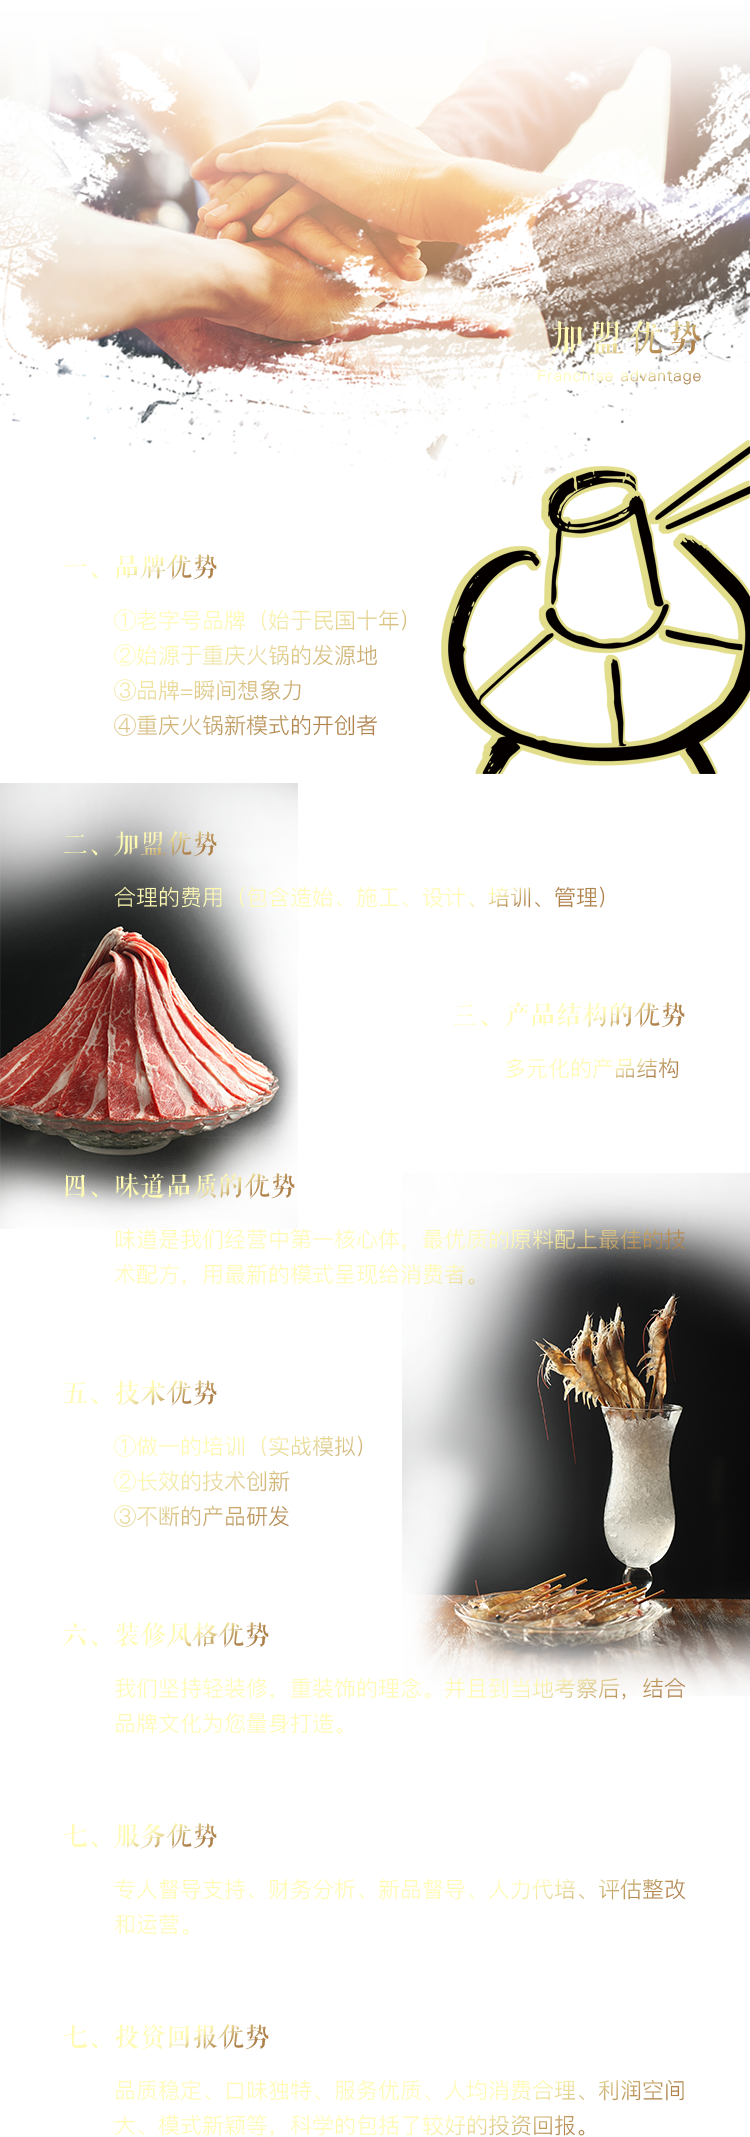 加盟优势
Franchise advantage
一、品牌优势
①老字号品牌（始于民国十年）
②始源于重庆火锅的发源地
③品牌=瞬间想象力
④重庆火锅新模式的开创者
二、加盟优势
合理的费用（包含造始、施工、设计、培训、管理）
三、产品结构的优势
多元化的产品结构
四、味道品质的优势
味道是我们经营中第一核心体，最优质的原料配上最佳的技
术配方，用最新的模式呈现给消费者。
五、技术优势
①做一的培训（实战模拟）
②长效的技术创新
③不断的产品研发
六、装修风格优势
我们坚持轻装修，重装饰的理念。并且到当地考察后，结合
品牌文化为您量身打造。
七、服务优势
专人督导支持、财务分析、新品督导、人力代培、评估整改
和运营。
七、投资回报优势
品质稳定、口味独特、服务优质、人均消费合理、利润空间
大、模式新颖等，科学的包括了较好的投资回报。